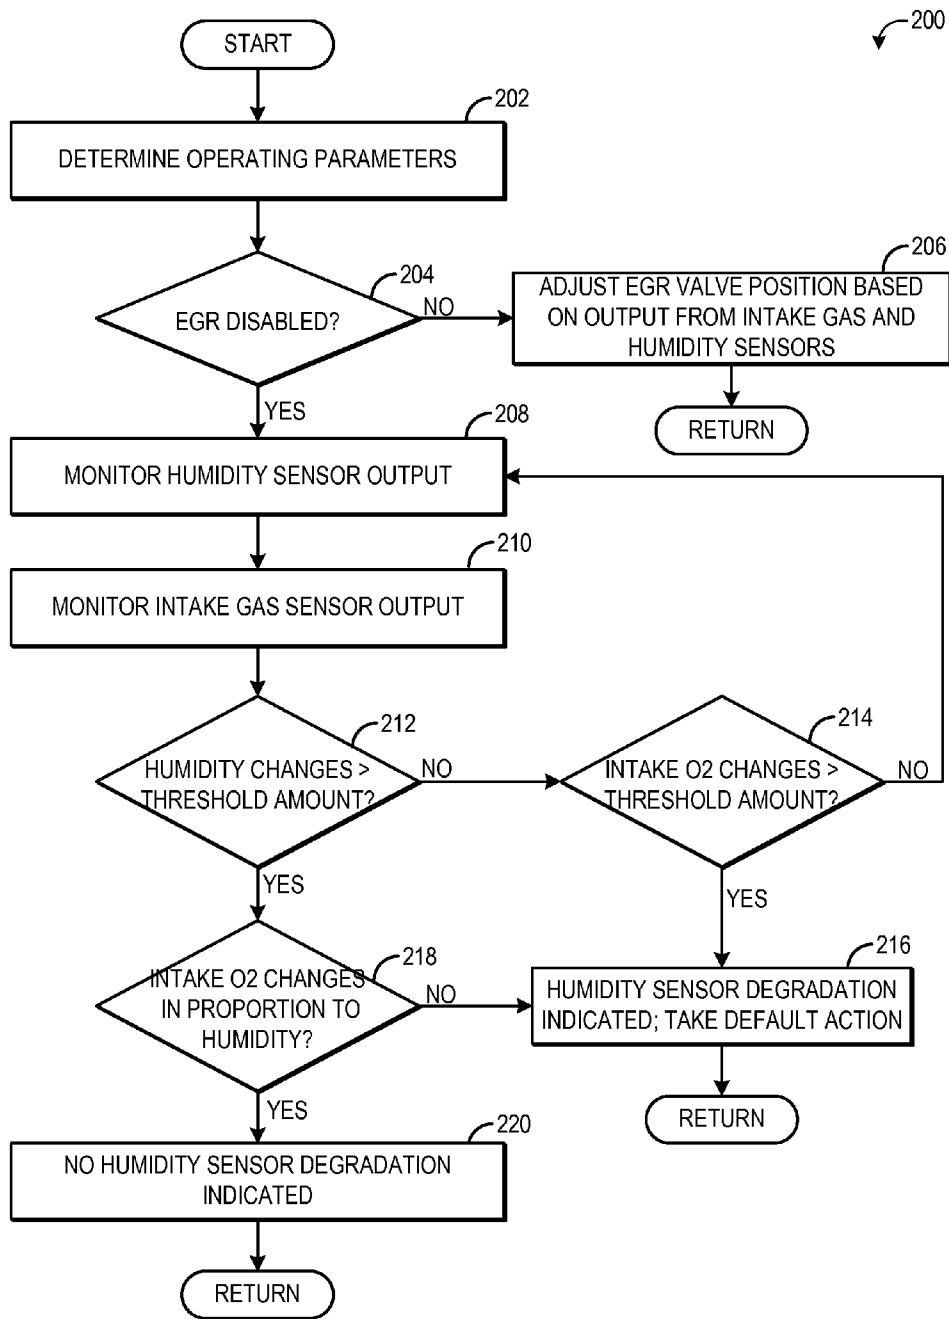 200
START
202
DETERMINE OPERATING PARAMETERS
204
EGR DISABLED?
NO
206
ADJUST EGR VALVE POSITION BASED
ON OUTPUT FROM INTAKE GAS AND
HUMIDITY SENSORS
RETURN
YES
208
MONITOR HUMIDITY SENSOR OUTPUT
210
MONITOR INTAKE GAS SENSOR OUTPUT
212
HUMIDITY CHANGES >
THRESHOLD AMOUNT?
NO
214
INTAKE O2 CHANGES >
THRESHOLD AMOUNT?
NO
YES
YES
218
INTAKE O2 CHANGES
IN PROPORTION TO
HUMIDITY?
NO
216
HUMIDITY SENSOR DEGRADATION
INDICATED; TAKE DEFAULT ACTION
RETURN
YES
220
NO HUMIDITY SENSOR DEGRADATION
INDICATED
RETURN